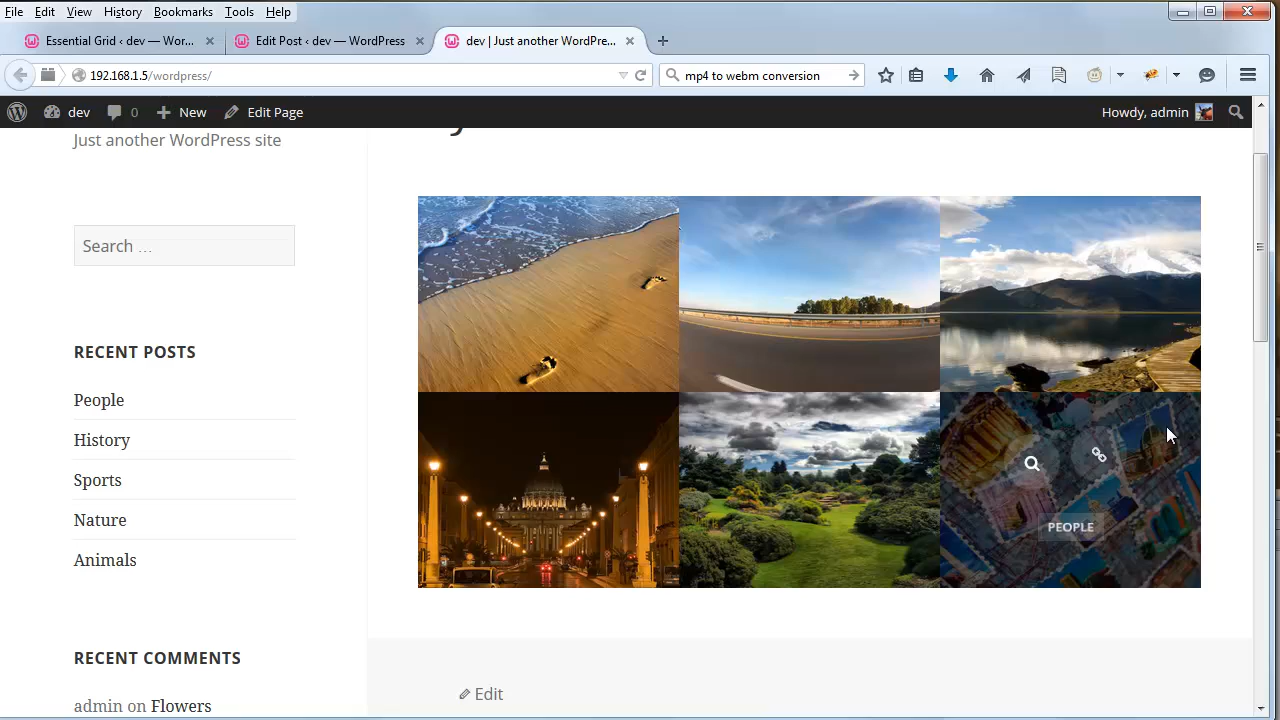 File Edit View History Bookmarks Tools Help
Essential Grid ‹ dev — Wor... Edit Post ‹ dev — WordPress dev | Just another WordPre...
192.168.1.5/wordpress/ mp4 to webm conversion
dev 0 New Edit Page Howdy, admin
Just another WordPress site
Search ...
RECENT POSTS
People
History
Sports
Nature
Animals
PEOPLE
RECENT COMMENTS
admin on Flowers
Edit